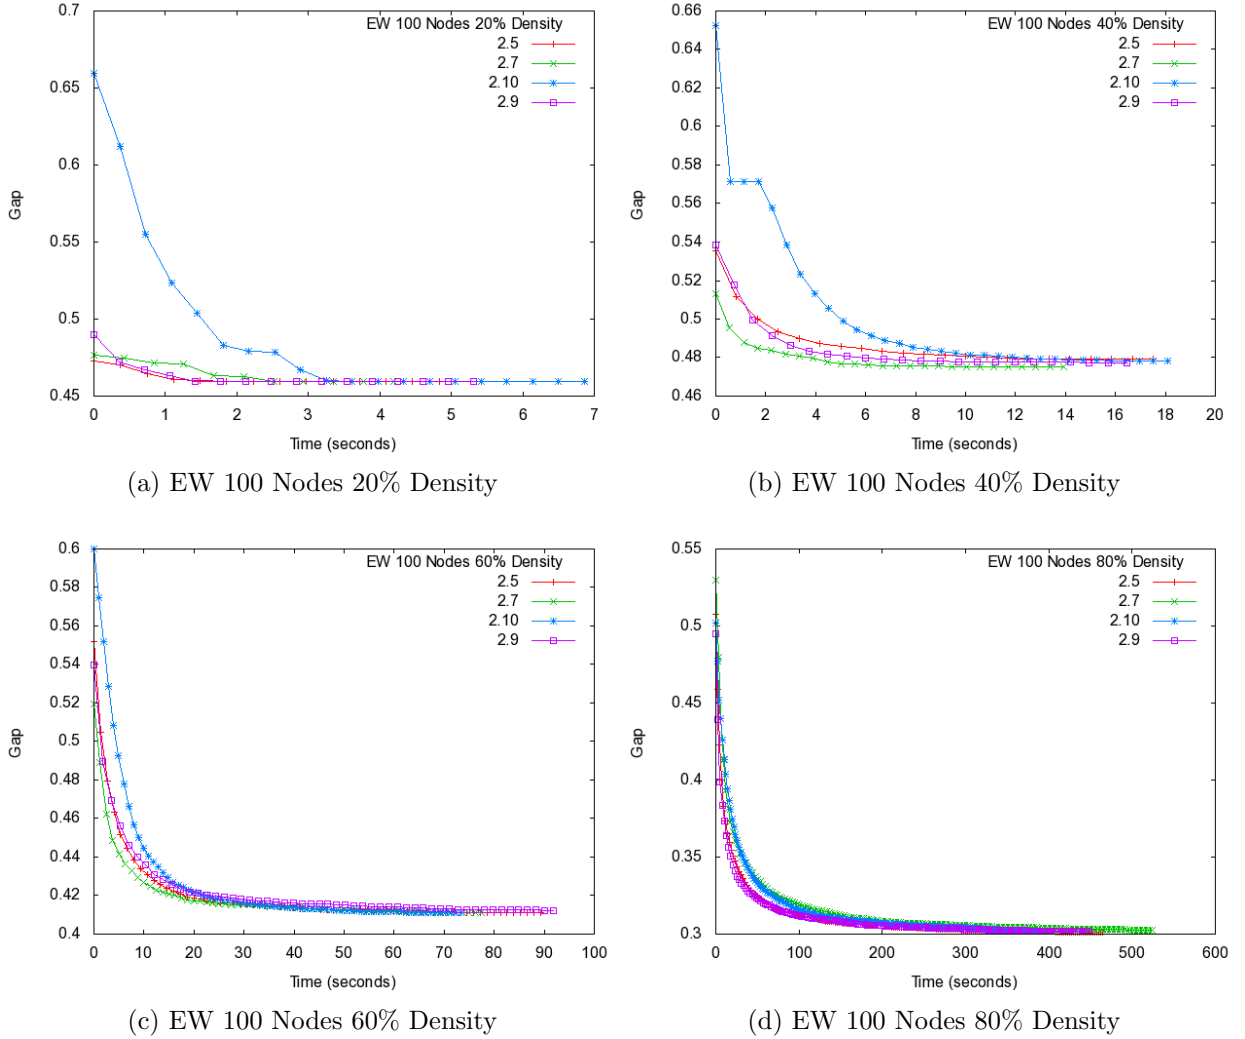 EW 100 Nodes 20% Density
2.5
2.7
2.10
2.9
0.7
0.65
0.6
0.55
0.5
0.45
Gap
0 1 2 3 4 5 6 7
Time (seconds)
(a) EW 100 Nodes 20% Density
EW 100 Nodes 40% Density
2.5
2.7
2.10
2.9
0.66
0.64
0.62
0.6
0.58
0.56
0.54
0.52
0.5
0.48
0.46
Gap
0 2 4 6 8 10 12 14 16 18 20
Time (seconds)
(b) EW 100 Nodes 40% Density
EW 100 Nodes 60% Density
2.5
2.7
2.10
2.9
0.6
0.58
0.56
0.54
0.52
0.5
0.48
0.46
0.44
0.42
0.4
Gap
0 10 20 30 40 50 60 70 80 90 100
Time (seconds)
(c) EW 100 Nodes 60% Density
EW 100 Nodes 80% Density
2.5
2.7
2.10
2.9
0.55
0.5
0.45
0.4
0.35
0.3
Gap
0 100 200 300 400 500 600
Time (seconds)
(d) EW 100 Nodes 80% Density